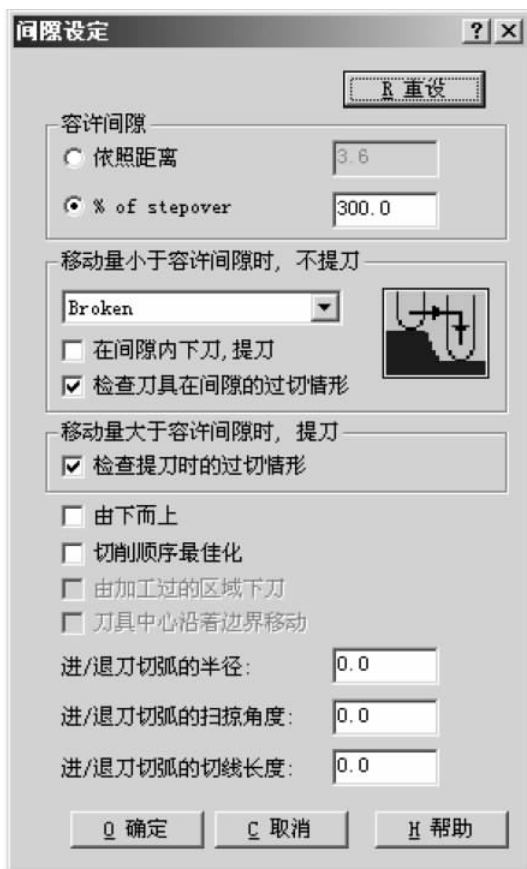 间隙设定
R 重设
容许间隙
依照距离 3.6
% of stepover 300.0
移动量小于容许间隙时, 不提刀
Broken
在间隙内下刀,提刀
检查刀具在间隙的过切情形
移动量大于容许间隙时, 提刀
检查提刀时的过切情形
由下而上
切削顺序最佳化
由加工过的区域下刀
刀具中心沿着边界移动
进/退刀切弧的半径: 0.0
进/退刀切弧的扫掠角度: 0.0
进/退刀切弧的切线长度: 0.0
O 确定 C 取消 H 帮助